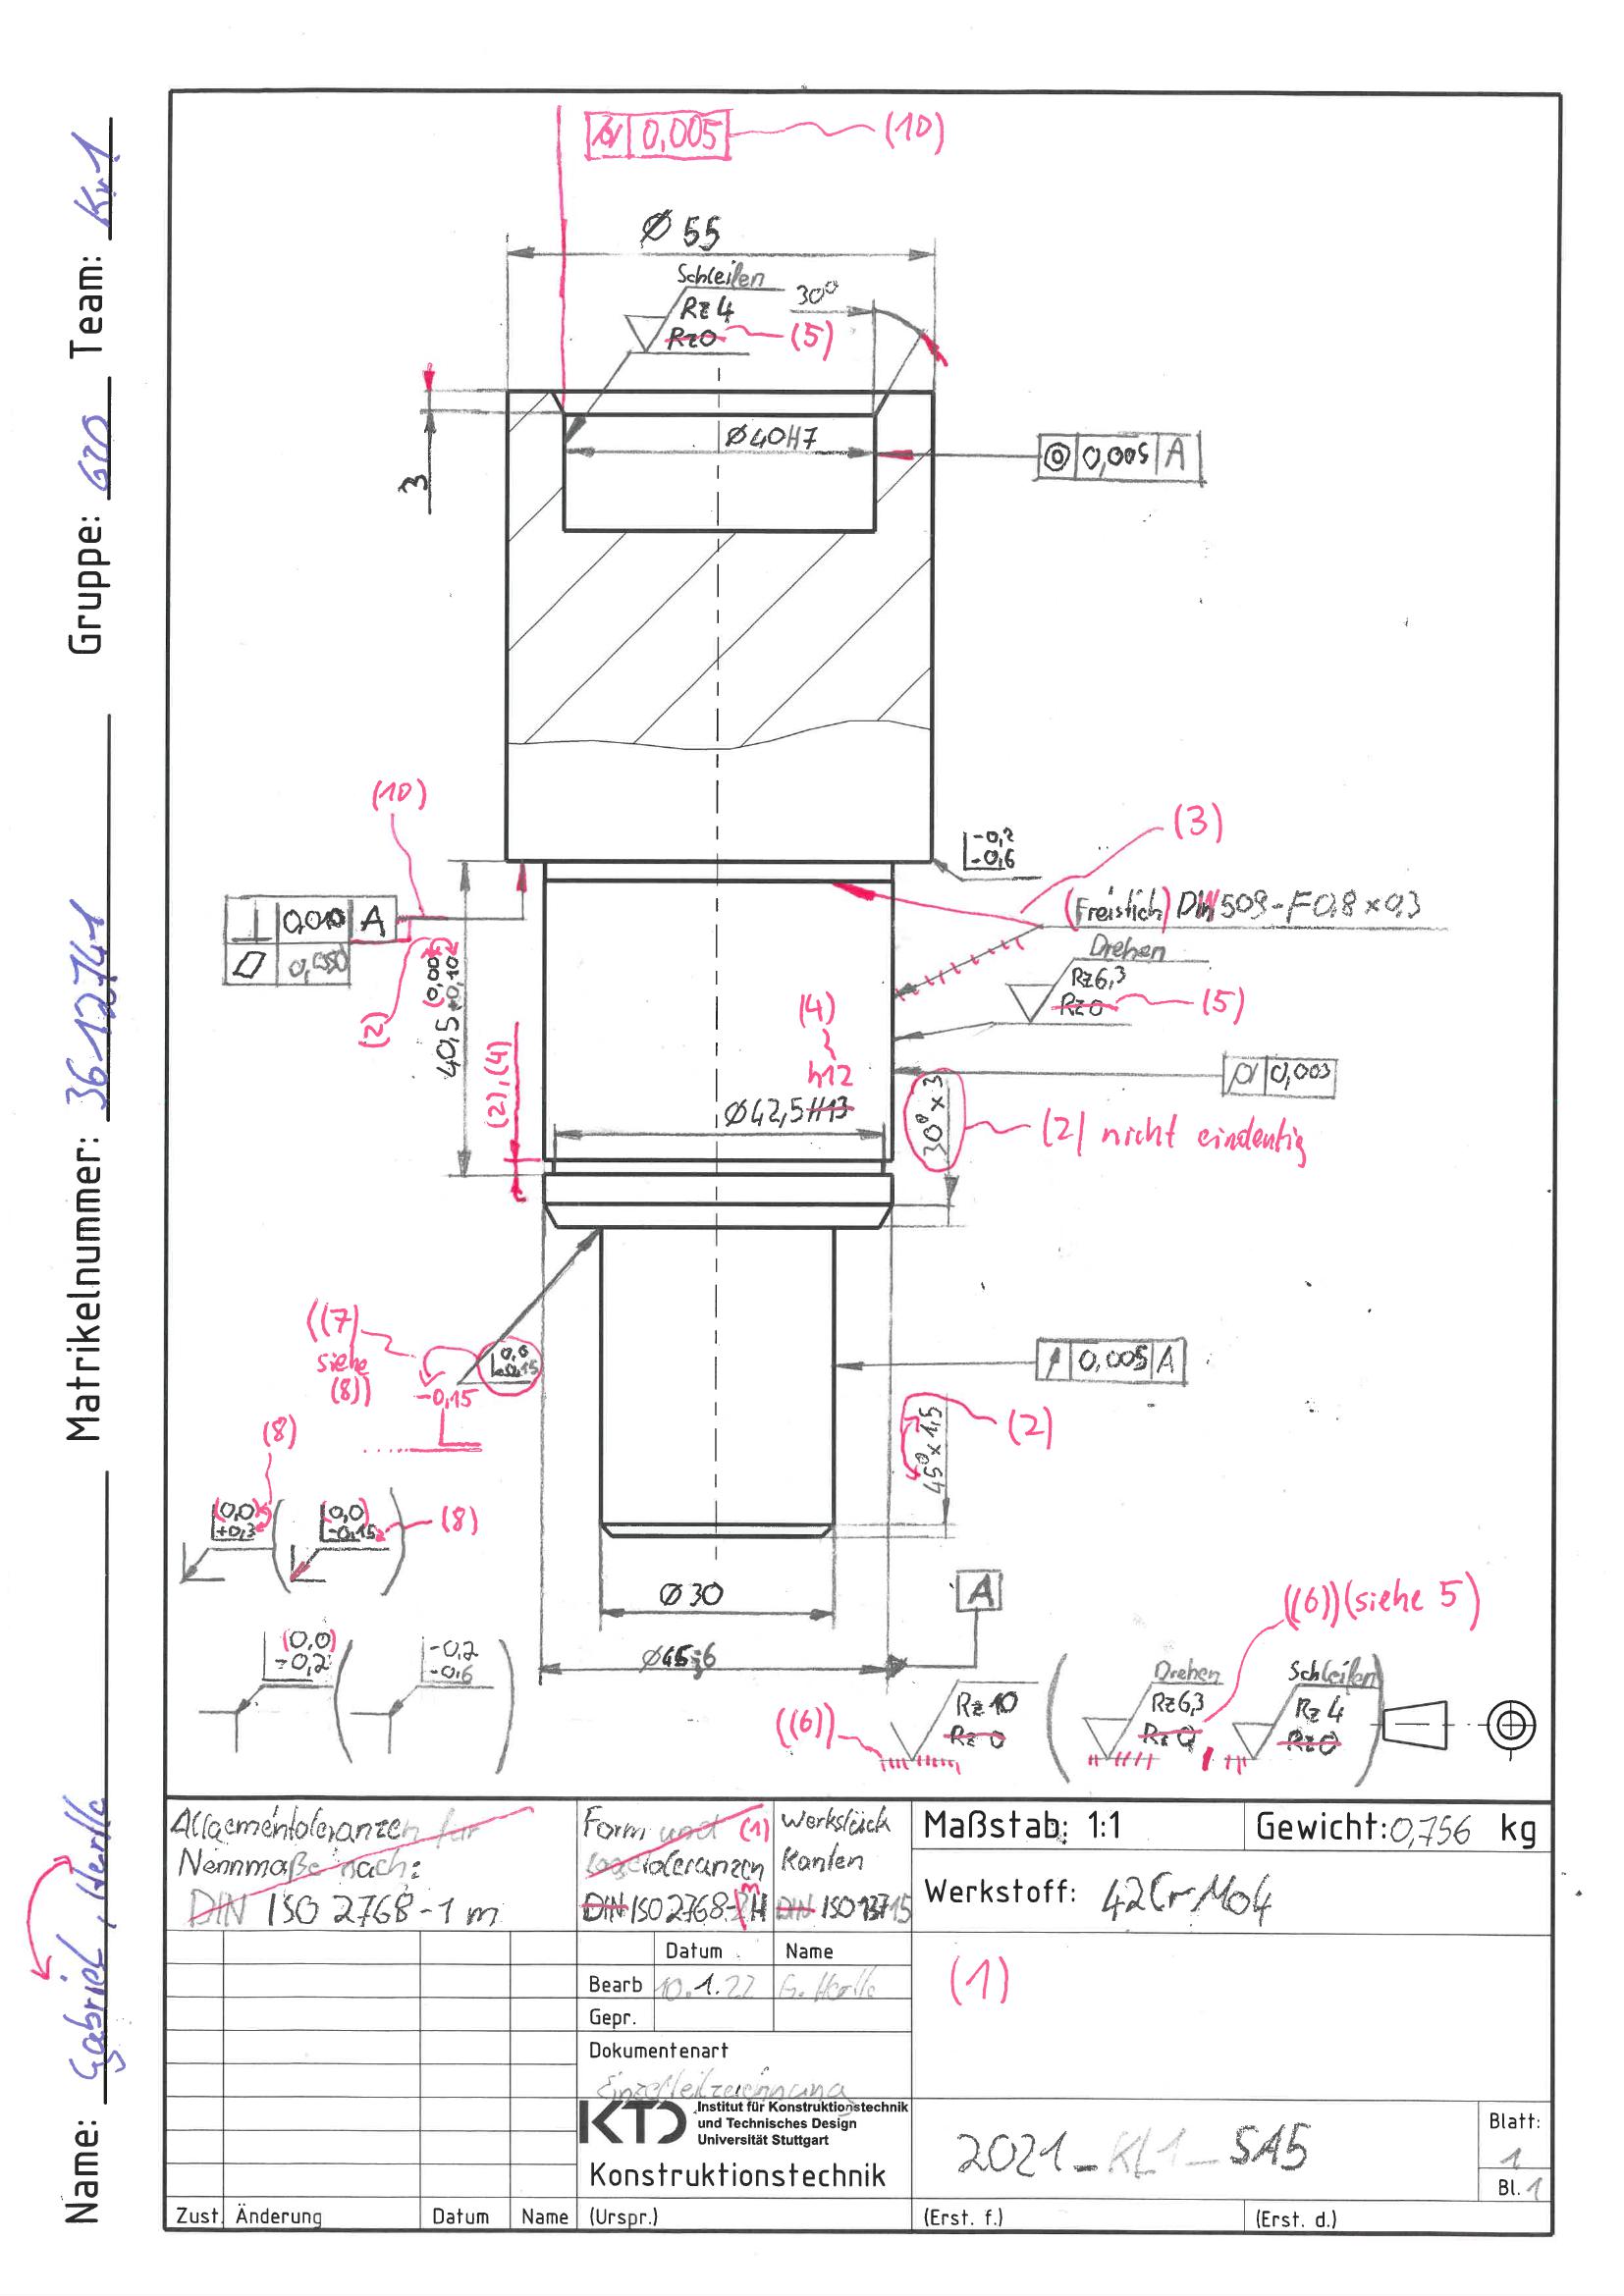 Name: Gabriel, Herlle Matrikelnummer: 3612741 Gruppe: G20 Team: Kr1
0,005 (10)
Ø 55
Schleifen
Rz 4
Rz0 (5)
30°
3
Ø40H7
0,005 A
(10)
-0,2
-0,6
(3)
(Freistich) DIN 509-F0,8×0,3
⊥ 0,010 A
0,050
(2)
40,5 +0,10
(0,00)
Drehen
Rz6,3
Rz0 (5)
(4)
h12
Ø42,5 H13
(2),(4)
0,003
30°×3
(2) nicht eindeutig
((7)
siehe
(8))
-0,15
0,005 A
45°×1,5
(2)
(8)
(0,0)
+0,3
(0,0)
-0,15
(8)
Ø30
A
(0,0)
-0,2
-0,2
-0,6
((6)) (siehe 5)
((6))
Rz 10
Rz 0
Drehen
Rz6,3
Rz 0
Schleifen
Rz 4
Rz0
Allgemeintoleranzen für
Nennmaße nach:
DIN ISO 2768-1 m
Form und (1)
Lagetoleranzen
DIN ISO 2768-2 H
m
Werkstück
Kanten
DIN ISO 13715
Maßstab: 1:1
Gewicht: 0,756 kg
Werkstoff: 42CrMo4
Datum Name
Bearb 10.1.22 G. Herlle
Gepr.
(1)
Dokumentenart
Einzelteilzeichnung
KTD Institut für Konstruktionstechnik
und Technisches Design
Universität Stuttgart
Konstruktionstechnik
2021_KL1_SA5
Blatt:
1
Bl. 1
Zust. Änderung Datum Name (Urspr.) (Erst. f.) (Erst. d.)